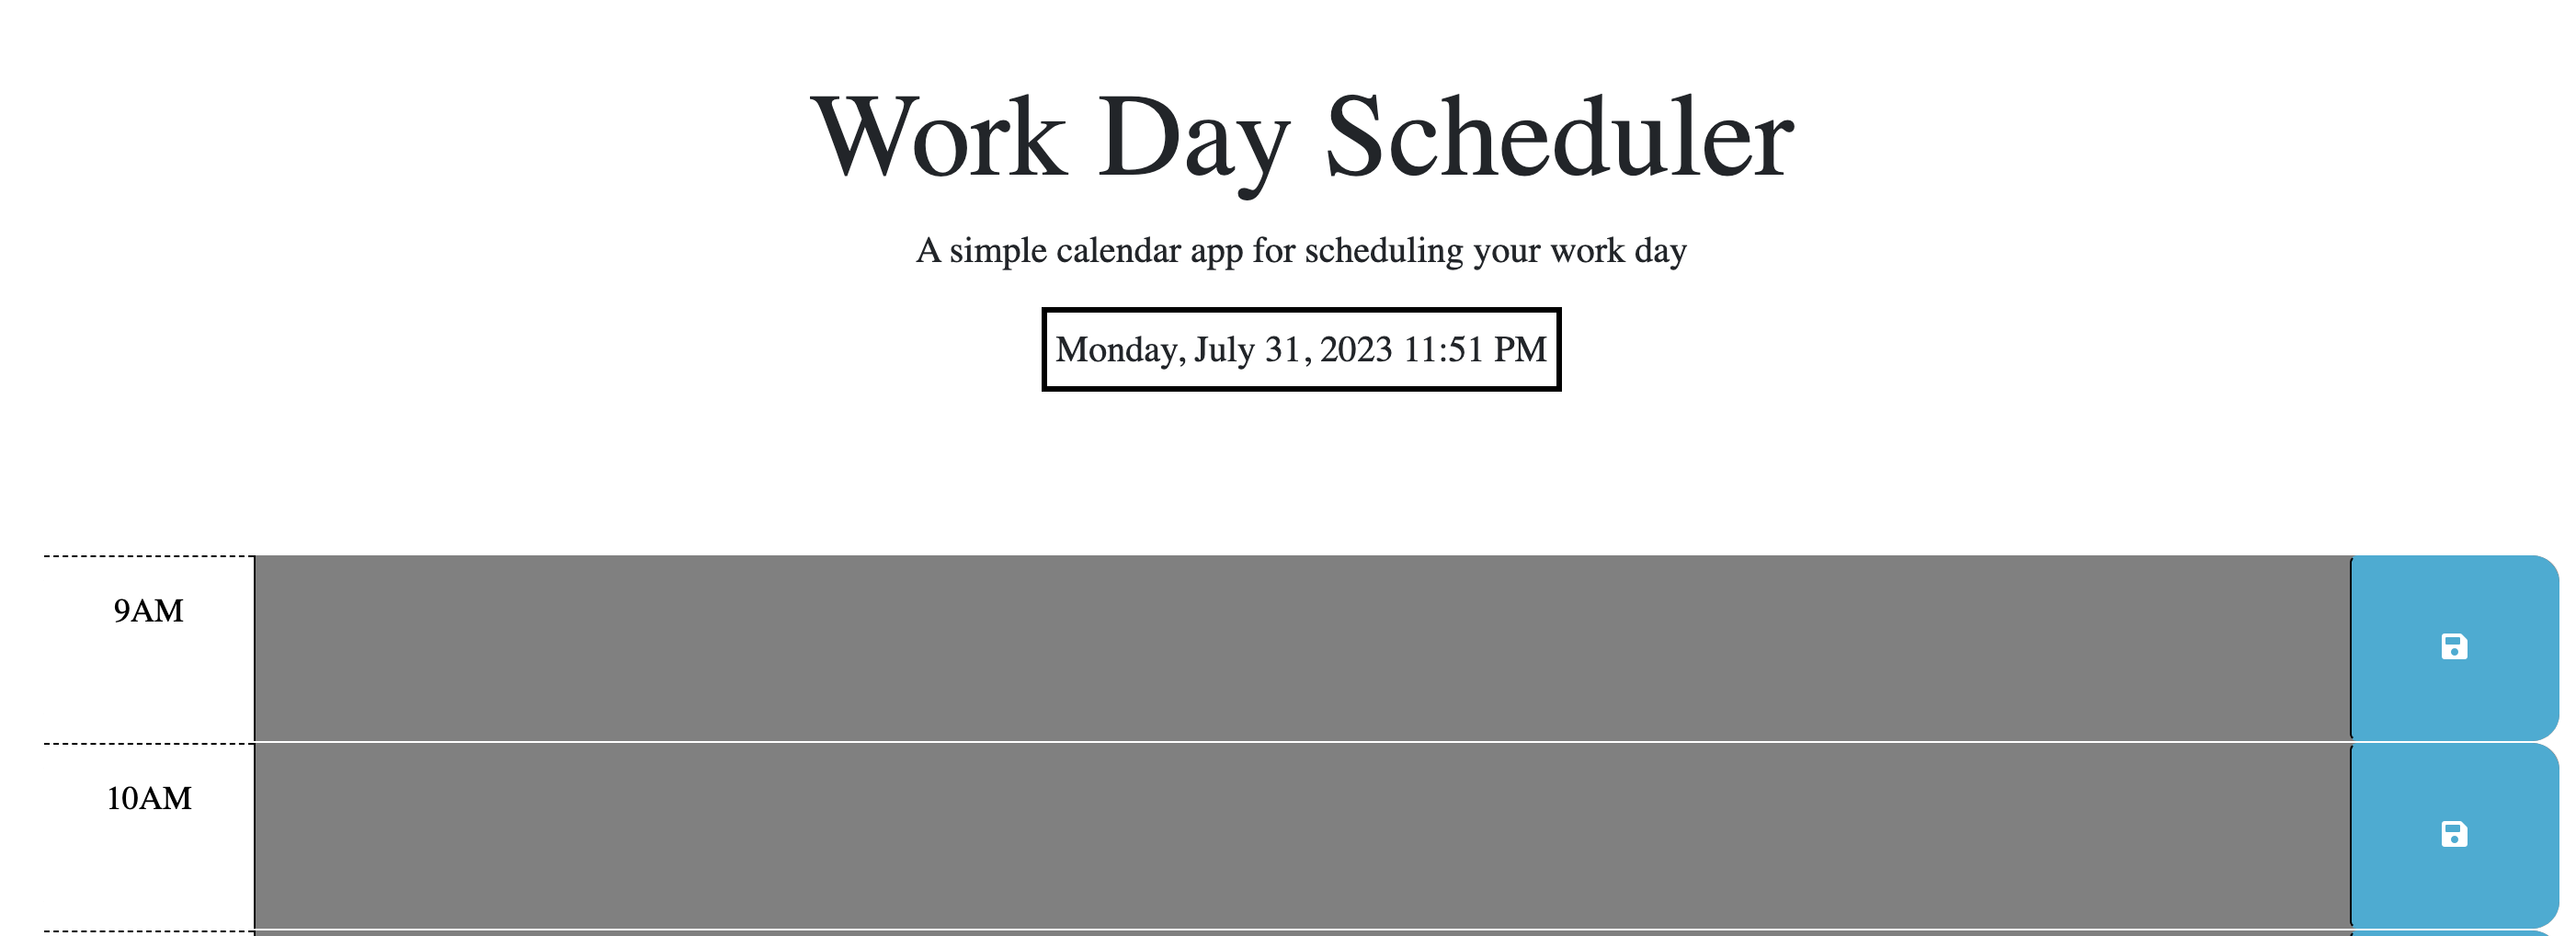 Work Day Scheduler
A simple calendar app for scheduling your work day
Monday, July 31, 2023 11:51 PM
9AM
10AM